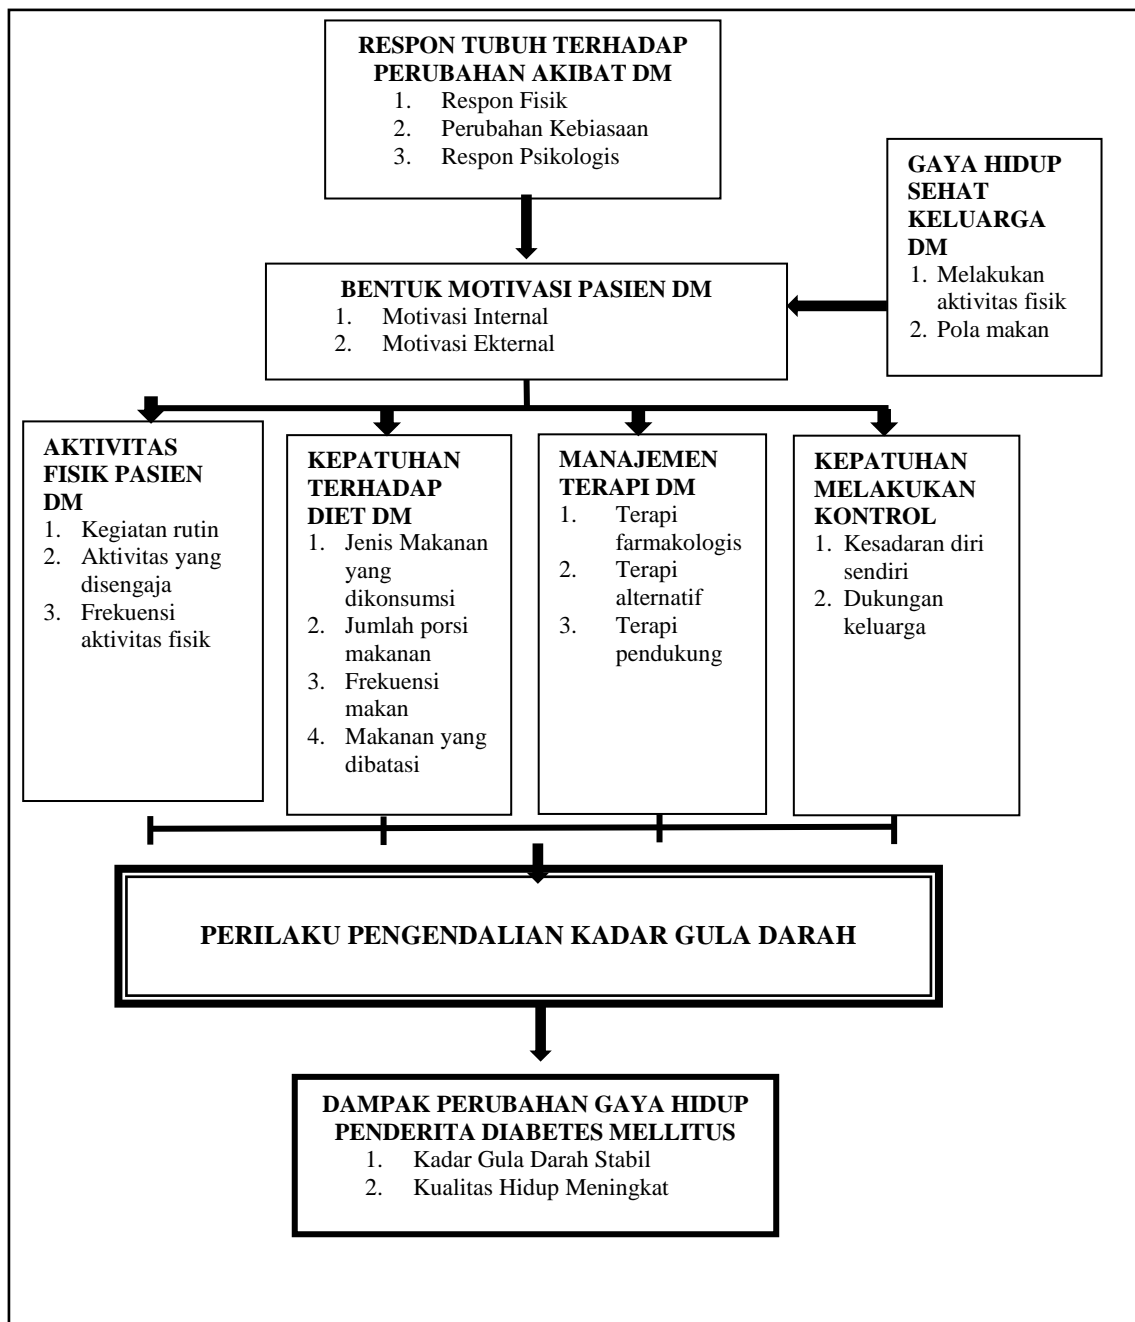 RESPON TUBUH TERHADAP
PERUBAHAN AKIBAT DM
1. Respon Fisik
2. Perubahan Kebiasaan
3. Respon Psikologis
GAYA HIDUP
SEHAT
KELUARGA
DM
1. Melakukan
aktivitas fisik
2. Pola makan
BENTUK MOTIVASI PASIEN DM
1. Motivasi Internal
2. Motivasi Ekternal
AKTIVITAS
FISIK PASIEN
DM
1. Kegiatan rutin
2. Aktivitas yang
disengaja
3. Frekuensi
aktivitas fisik
KEPATUHAN
TERHADAP
DIET DM
1. Jenis Makanan
yang
dikonsumsi
2. Jumlah porsi
makanan
3. Frekuensi
makan
4. Makanan yang
dibatasi
MANAJEMEN
TERAPI DM
1. Terapi
farmakologis
2. Terapi
alternatif
3. Terapi
pendukung
KEPATUHAN
MELAKUKAN
KONTROL
1. Kesadaran diri
sendiri
2. Dukungan
keluarga
PERILAKU PENGENDALIAN KADAR GULA DARAH
DAMPAK PERUBAHAN GAYA HIDUP
PENDERITA DIABETES MELLITUS
1. Kadar Gula Darah Stabil
2. Kualitas Hidup Meningkat